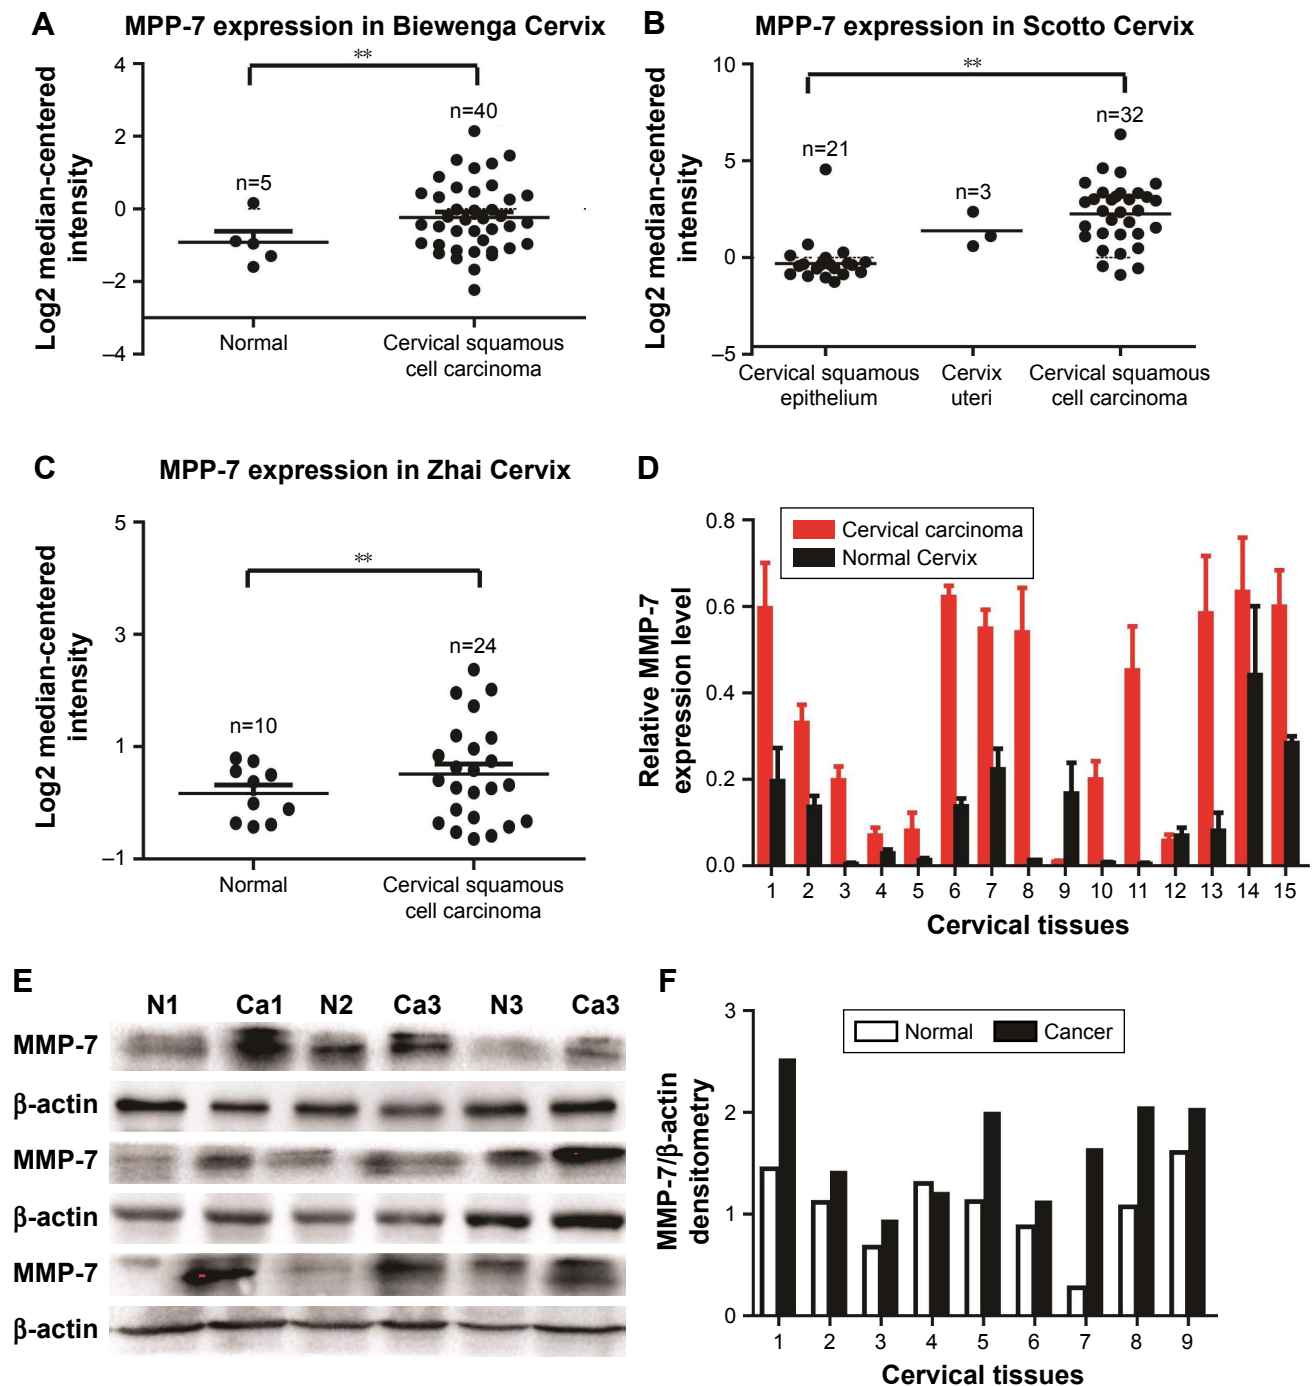 A
MPP-7 expression in Biewenga Cervix
Log2 median-centered
intensity
4
2
0
–2
–4
**
n=5
n=40
Normal
Cervical squamous
cell carcinoma
B
MPP-7 expression in Scotto Cervix
Log2 median-centered
intensity
10
5
0
–5
**
n=21
n=3
n=32
Cervical squamous
epithelium
Cervix
uteri
Cervical squamous
cell carcinoma
C
MPP-7 expression in Zhai Cervix
Log2 median-centered
intensity
5
3
1
–1
**
n=10
n=24
Normal
Cervical squamous
cell carcinoma
D
Relative MMP-7
expression level
0.8
0.6
0.4
0.2
0.0
Cervical carcinoma
Normal Cervix
1 2 3 4 5 6 7 8 9 10 11 12 13 14 15
Cervical tissues
E
N1 Ca1 N2 Ca3 N3 Ca3
MMP-7
β-actin
MMP-7
β-actin
MMP-7
β-actin
F
MMP-7/β-actin
densitometry
3
2
1
0
Normal Cancer
1 2 3 4 5 6 7 8 9
Cervical tissues